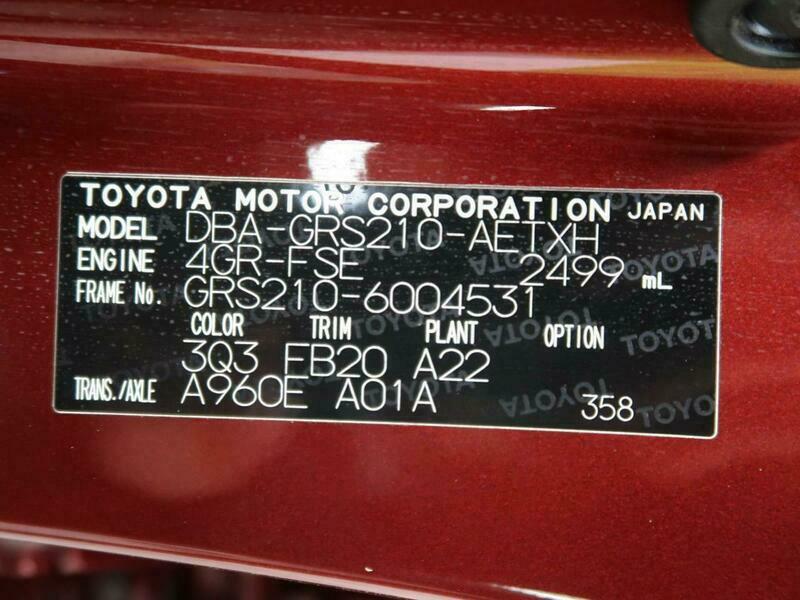 TOYOTA MOTOR CORPORATION JAPAN
MODEL DBA-GRS210-AETXH
ENGINE 4GR-FSE 2499 mL
FRAME No. GRS210-6004531
COLOR TRIM PLANT OPTION
3Q3 FB20 A22
TRANS./AXLE A960E A01A 358